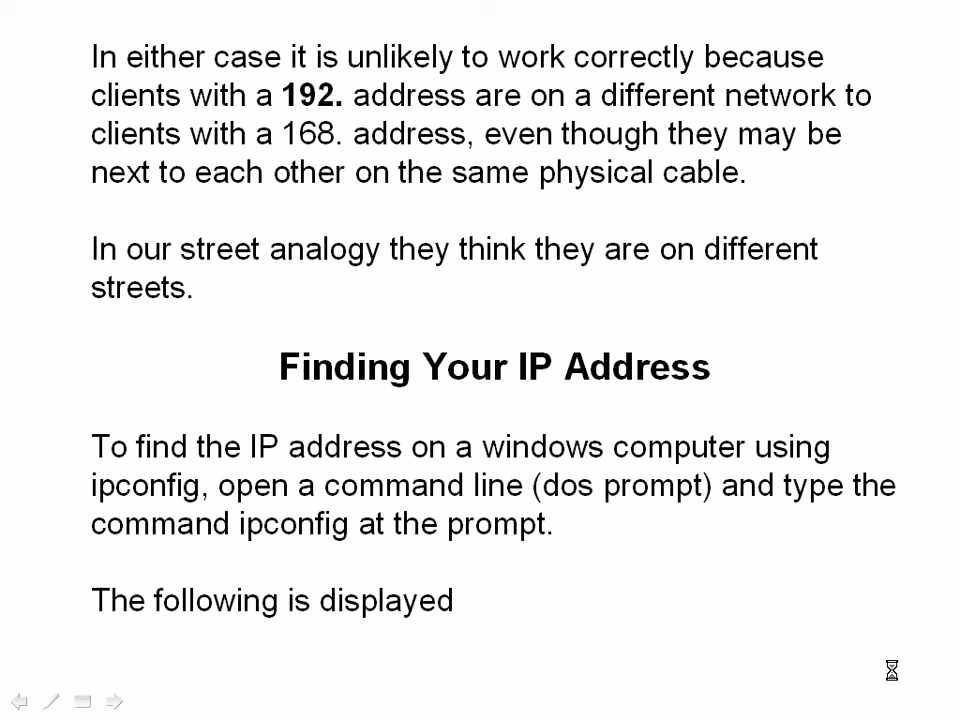 In either case it is unlikely to work correctly because
clients with a 192. address are on a different network to
clients with a 168. address, even though they may be
next to each other on the same physical cable.
In our street analogy they think they are on different
streets.
Finding Your IP Address
To find the IP address on a windows computer using
ipconfig, open a command line (dos prompt) and type the
command ipconfig at the prompt.
The following is displayed